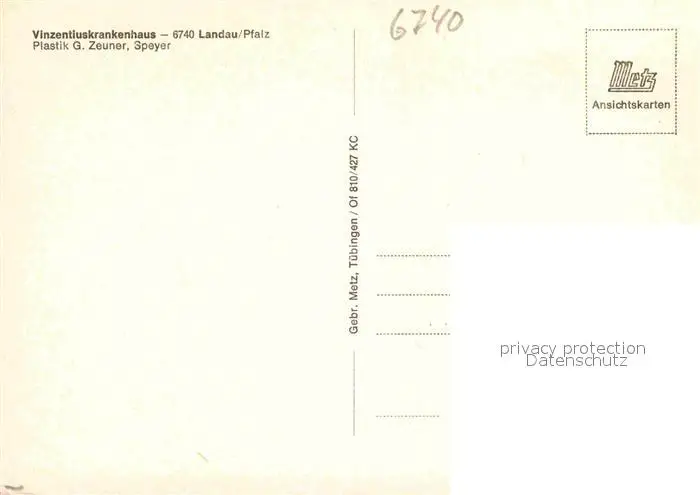 Vinzentiuskrankenhaus – 6740 Landau/Pfalz
Plastik G. Zeuner, Speyer
6740
Metz
Ansichtskarten
Gebr. Metz, Tübingen / Of 810/427 KC
privacy protection
Datenschutz